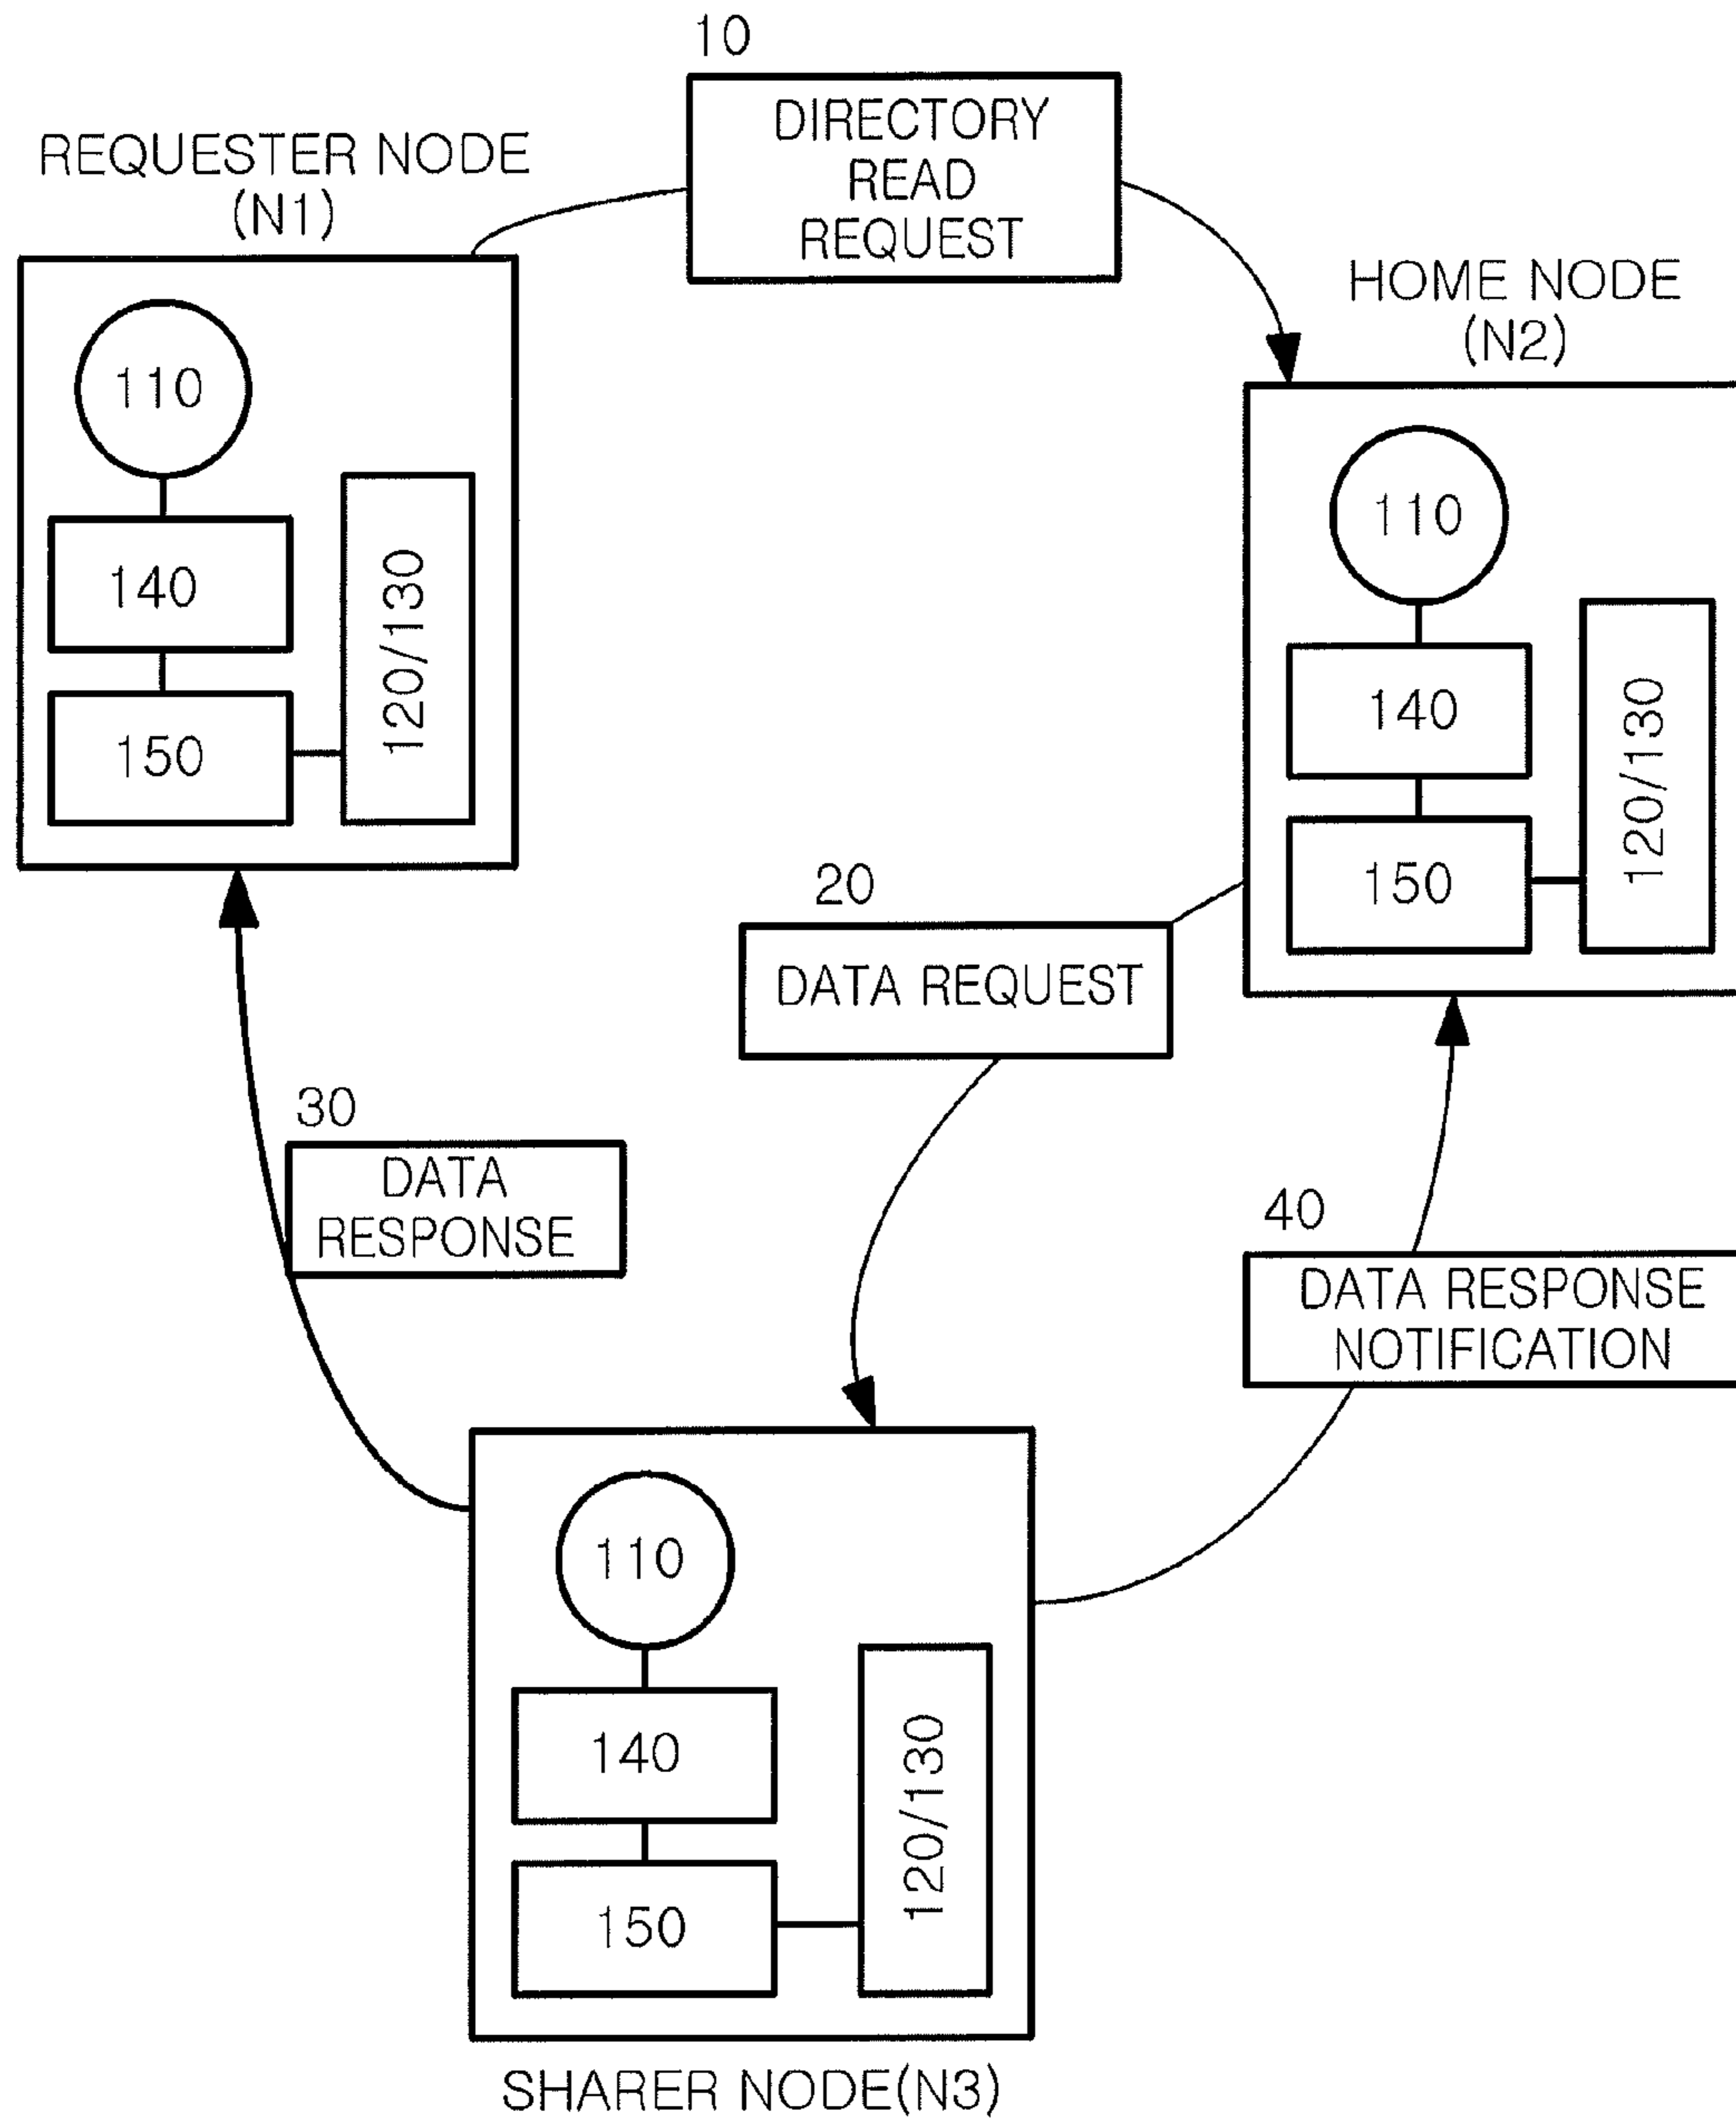 10
DIRECTORY
READ
REQUEST
REQUESTER NODE
(N1)
110
140
150
120/130
HOME NODE
(N2)
110
140
150
120/130
20
DATA REQUEST
30
DATA
RESPONSE
40
DATA RESPONSE
NOTIFICATION
110
140
150
120/130
SHARER NODE(N3)